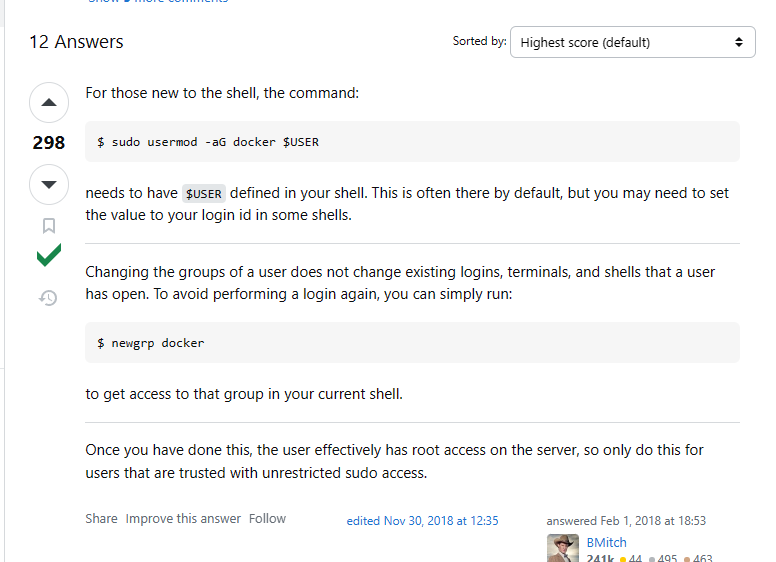 12 Answers
Sorted by: Highest score (default)
For those new to the shell, the command:
298
$ sudo usermod -aG docker $USER
needs to have $USER defined in your shell. This is often there by default, but you may need to set
the value to your login id in some shells.
Changing the groups of a user does not change existing logins, terminals, and shells that a user
has open. To avoid performing a login again, you can simply run:
$ newgrp docker
to get access to that group in your current shell.
Once you have done this, the user effectively has root access on the server, so only do this for
users that are trusted with unrestricted sudo access.
Share Improve this answer Follow
edited Nov 30, 2018 at 12:35
answered Feb 1, 2018 at 18:53
BMitch
241k 44 495 463